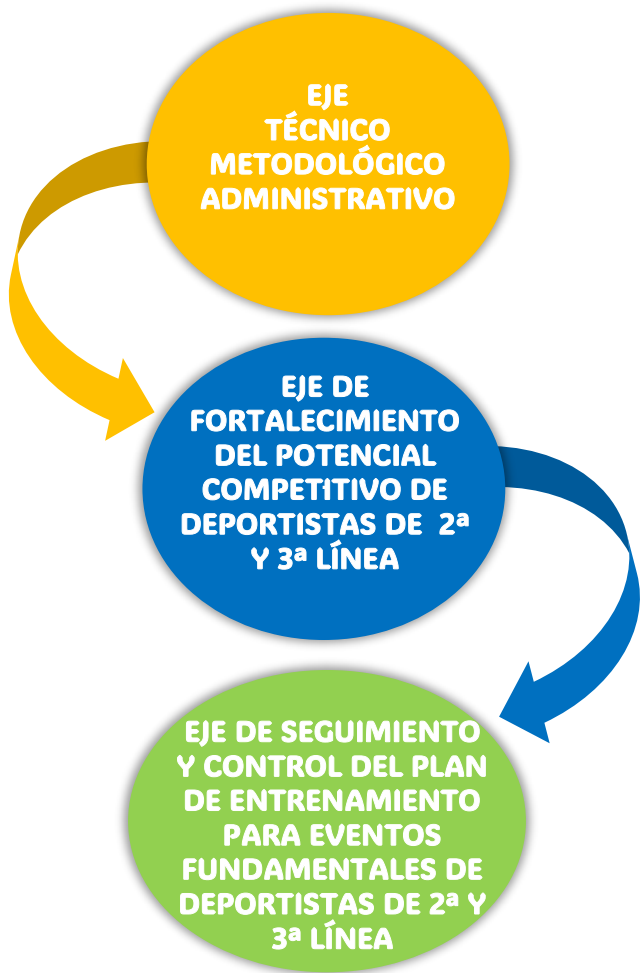 EJE
TÉCNICO
METODOLÓGICO
ADMINISTRATIVO
EJE DE
FORTALECIMIENTO
DEL POTENCIAL
COMPETITIVO DE
DEPORTISTAS DE 2ª
Y 3ª LÍNEA
EJE DE SEGUIMIENTO
Y CONTROL DEL PLAN
DE ENTRENAMIENTO
PARA EVENTOS
FUNDAMENTALES DE
DEPORTISTAS DE 2ª Y
3ª LÍNEA